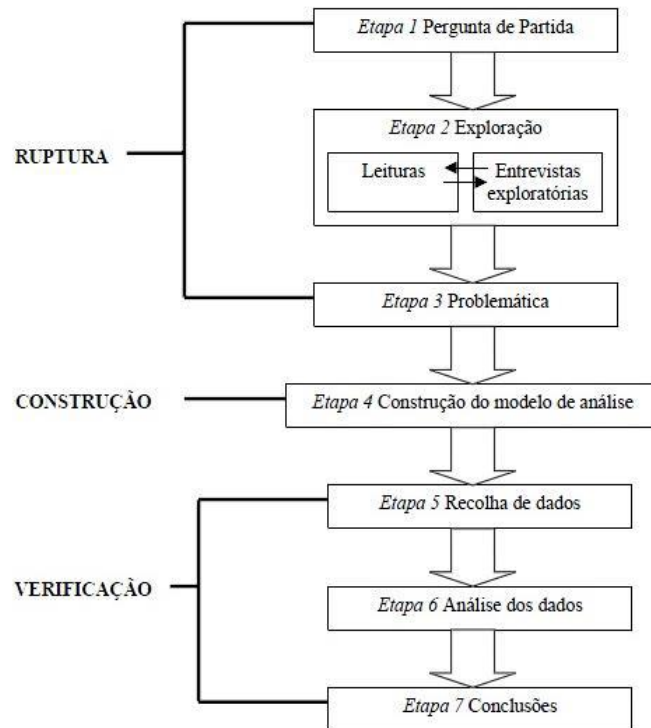 Etapa 1 Pergunta de Partida
Etapa 2 Exploração
RUPTURA
Leituras
Entrevistas
exploratórias
Etapa 3 Problemática
CONSTRUÇÃO
Etapa 4 Construção do modelo de análise
Etapa 5 Recolha de dados
VERIFICAÇÃO
Etapa 6 Análise dos dados
Etapa 7 Conclusões